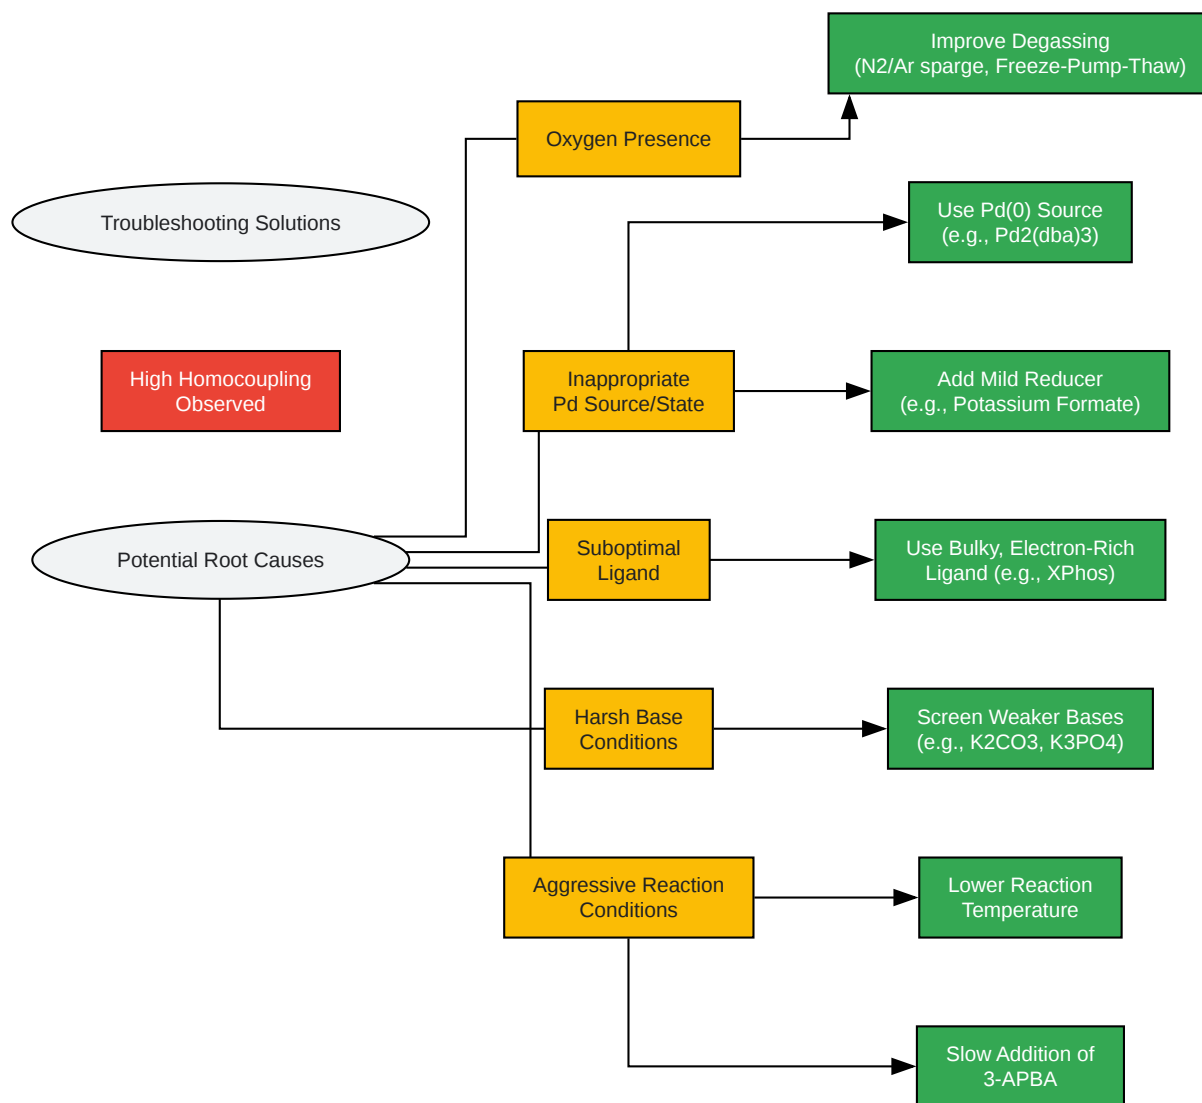 Improve Degassing
(N2/Ar sparge, Freeze-Pump-Thaw)
Oxygen Presence
Troubleshooting Solutions
Use Pd(0) Source
(e.g., Pd2(dba)3)
High Homocoupling
Observed
Inappropriate
Pd Source/State
Add Mild Reducer
(e.g., Potassium Formate)
Potential Root Causes
Suboptimal
Ligand
Use Bulky, Electron-Rich
Ligand (e.g., XPhos)
Harsh Base
Conditions
Screen Weaker Bases
(e.g., K2CO3, K3PO4)
Aggressive Reaction
Conditions
Lower Reaction
Temperature
Slow Addition of
3-APBA